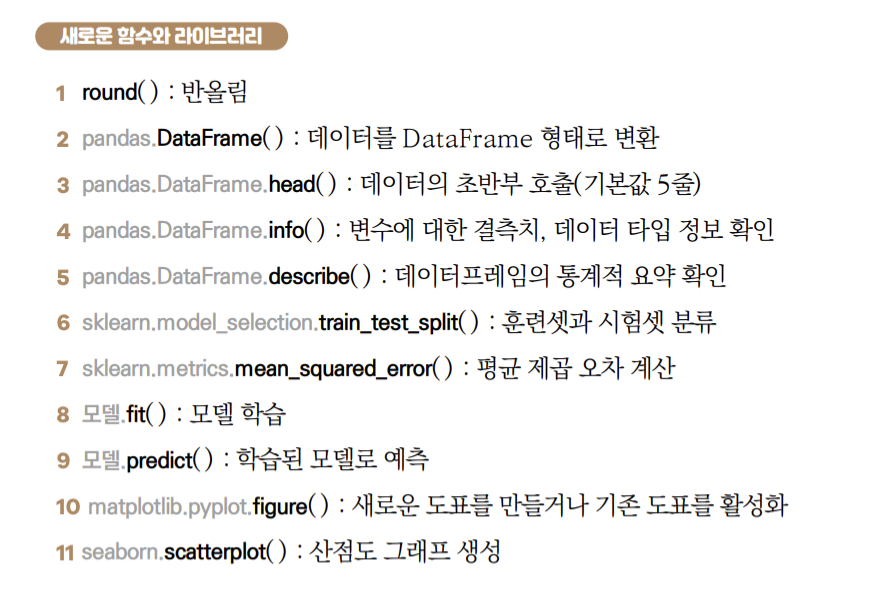 새로운 함수와 라이브러리
1 round( ) : 반올림
2 pandas.DataFrame( ) : 데이터를 DataFrame 형태로 변환
3 pandas.DataFrame.head( ) : 데이터의 초반부 호출(기본값 5줄)
4 pandas.DataFrame.info( ) : 변수에 대한 결측치, 데이터 타입 정보 확인
5 pandas.DataFrame.describe( ) : 데이터프레임의 통계적 요약 확인
6 sklearn.model_selection.train_test_split( ) : 훈련셋과 시험셋 분류
7 sklearn.metrics.mean_squared_error( ) : 평균 제곱 오차 계산
8 모델.fit( ) : 모델 학습
9 모델.predict( ) : 학습된 모델로 예측
10 matplotlib.pyplot.figure( ) : 새로운 도표를 만들거나 기존 도표를 활성화
11 seaborn.scatterplot( ) : 산점도 그래프 생성